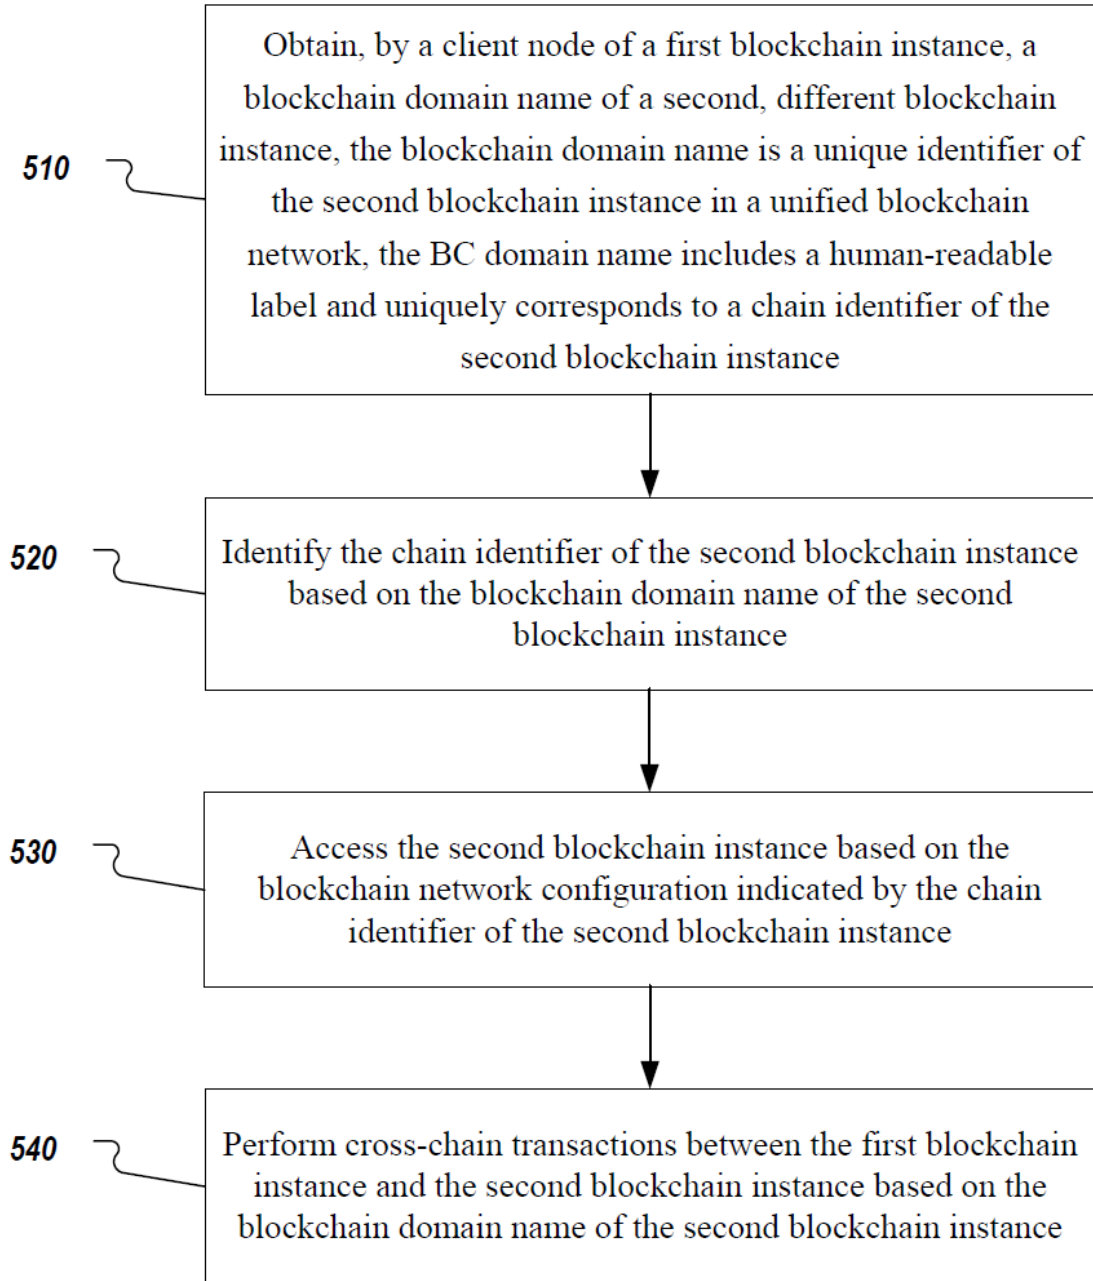 Obtain, by a client node of a first blockchain instance, a
blockchain domain name of a second, different blockchain
instance, the blockchain domain name is a unique identifier of
the second blockchain instance in a unified blockchain
network, the BC domain name includes a human-readable
label and uniquely corresponds to a chain identifier of the
second blockchain instance
510
Identify the chain identifier of the second blockchain instance
based on the blockchain domain name of the second
blockchain instance
520
Access the second blockchain instance based on the
blockchain network configuration indicated by the chain
identifier of the second blockchain instance
530
Perform cross-chain transactions between the first blockchain
instance and the second blockchain instance based on the
blockchain domain name of the second blockchain instance
540